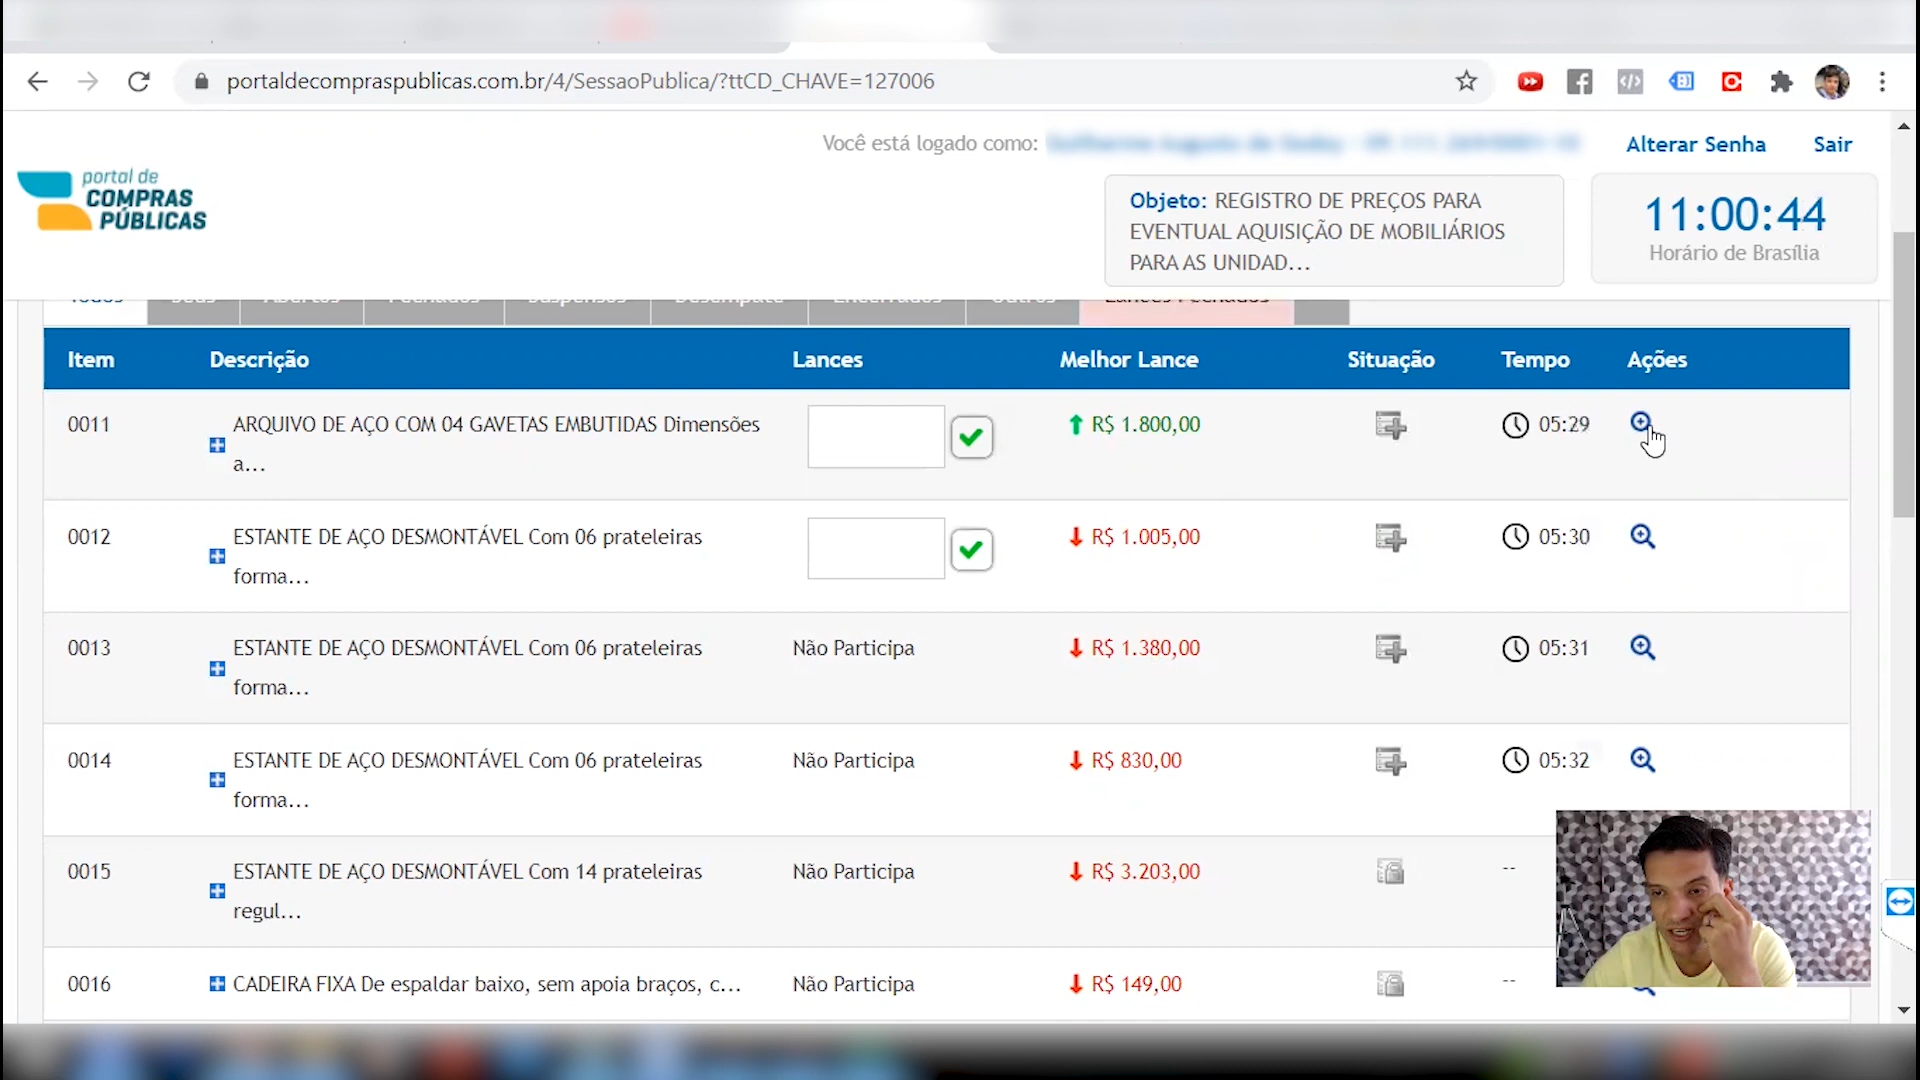 portaldecompraspublicas.com.br/4/SessaoPublica/?ttCD_CHAVE=127006
Você está logado como:
Alterar Senha
Sair
portal de
COMPRAS
PÚBLICAS
Objeto: REGISTRO DE PREÇOS PARA
EVENTUAL AQUISIÇÃO DE MOBILIÁRIOS
PARA AS UNIDAD...
11:00:44
Horário de Brasília
Item Descrição Lances Melhor Lance Situação Tempo Ações
0011 ARQUIVO DE AÇO COM 04 GAVETAS EMBUTIDAS Dimensões R$ 1.800,00 05:29
a...
0012 ESTANTE DE AÇO DESMONTÁVEL Com 06 prateleiras R$ 1.005,00 05:30
forma...
0013 ESTANTE DE AÇO DESMONTÁVEL Com 06 prateleiras Não Participa R$ 1.380,00 05:31
forma...
0014 ESTANTE DE AÇO DESMONTÁVEL Com 06 prateleiras Não Participa R$ 830,00 05:32
forma...
0015 ESTANTE DE AÇO DESMONTÁVEL Com 14 prateleiras Não Participa R$ 3.203,00 --
regul...
0016 CADEIRA FIXA De espaldar baixo, sem apoia braços, c... Não Participa R$ 149,00 --